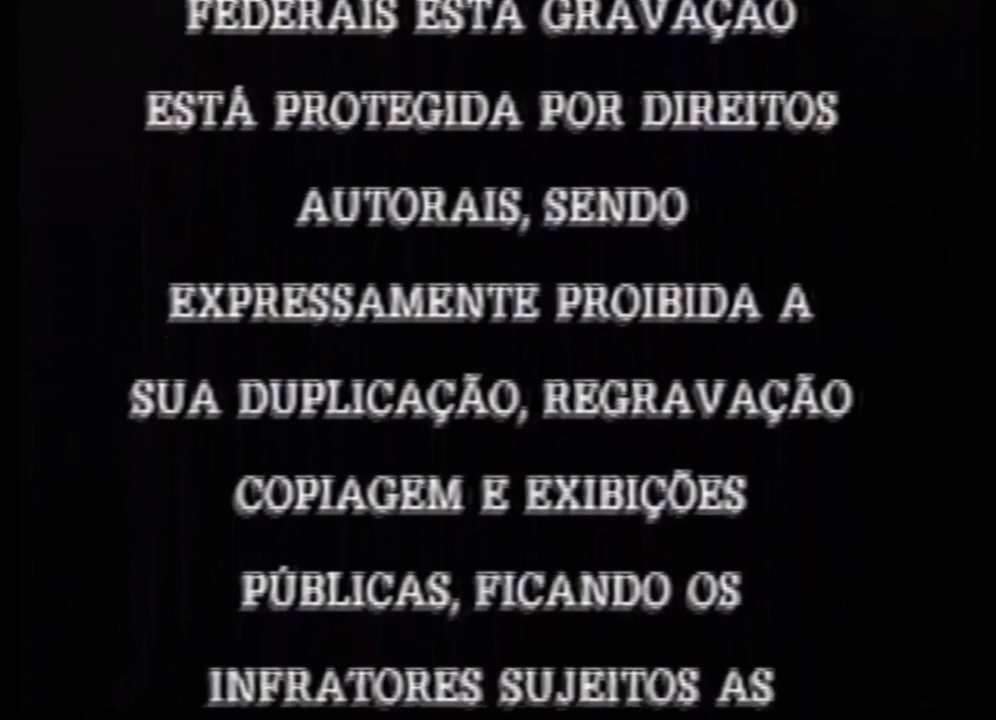 FEDERAIS ESTA GRAVAÇÃO
ESTÁ PROTEGIDA POR DIREITOS
AUTORAIS, SENDO
EXPRESSAMENTE PROIBIDA A
SUA DUPLICAÇÃO, REGRAVAÇÃO
COPIAGEM E EXIBIÇÕES
PÚBLICAS, FICANDO OS
INFRATORES SUJEITOS AS